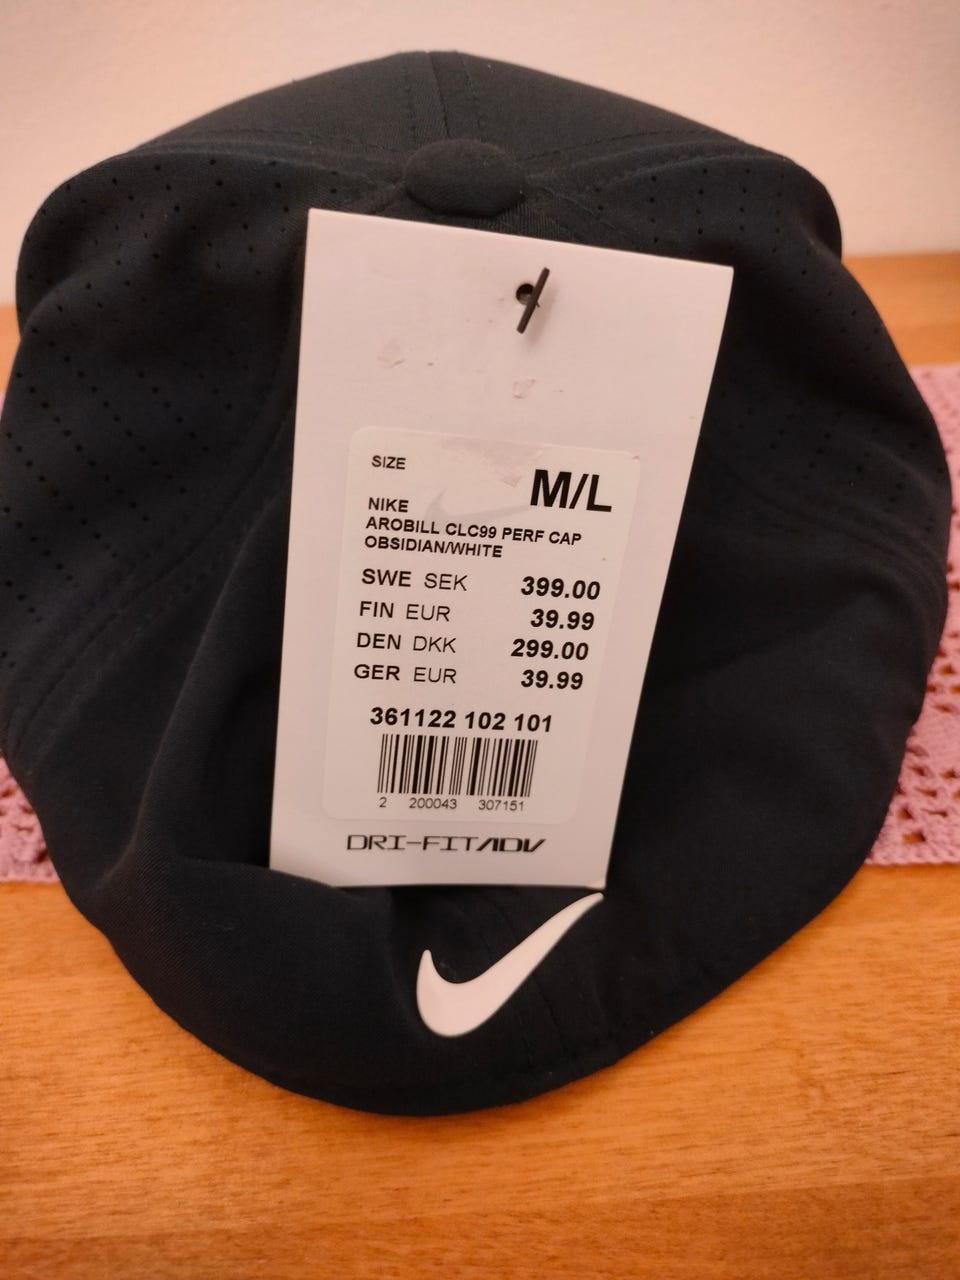 SIZE
M/L
NIKE
AROBILL CLC99 PERF CAP
OBSIDIAN/WHITE
SWE SEK 399.00
FIN EUR 39.99
DEN DKK 299.00
GER EUR 39.99
361122 102 101
2 200043 307151
DRI-FIT ADV